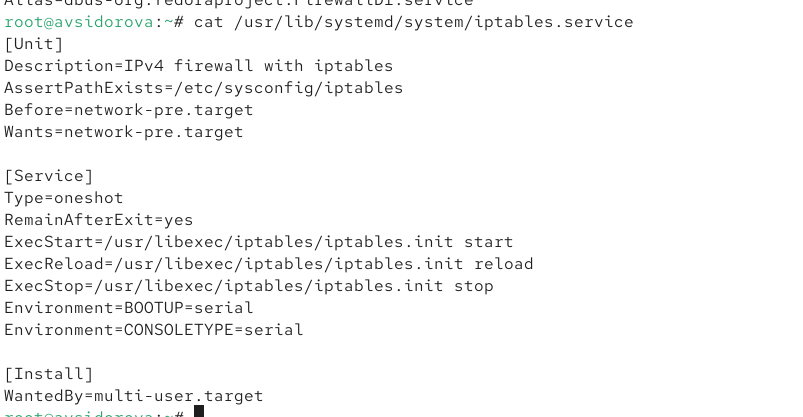 Alias=dbus-org.fedoraproject.FirewallD1.service
root@avsidorova:~# cat /usr/lib/systemd/system/iptables.service
[Unit]
Description=IPv4 firewall with iptables
AssertPathExists=/etc/sysconfig/iptables
Before=network-pre.target
Wants=network-pre.target

[Service]
Type=oneshot
RemainAfterExit=yes
ExecStart=/usr/libexec/iptables/iptables.init start
ExecReload=/usr/libexec/iptables/iptables.init reload
ExecStop=/usr/libexec/iptables/iptables.init stop
Environment=BOOTUP=serial
Environment=CONSOLETYPE=serial

[Install]
WantedBy=multi-user.target
root@avsidorova:~#